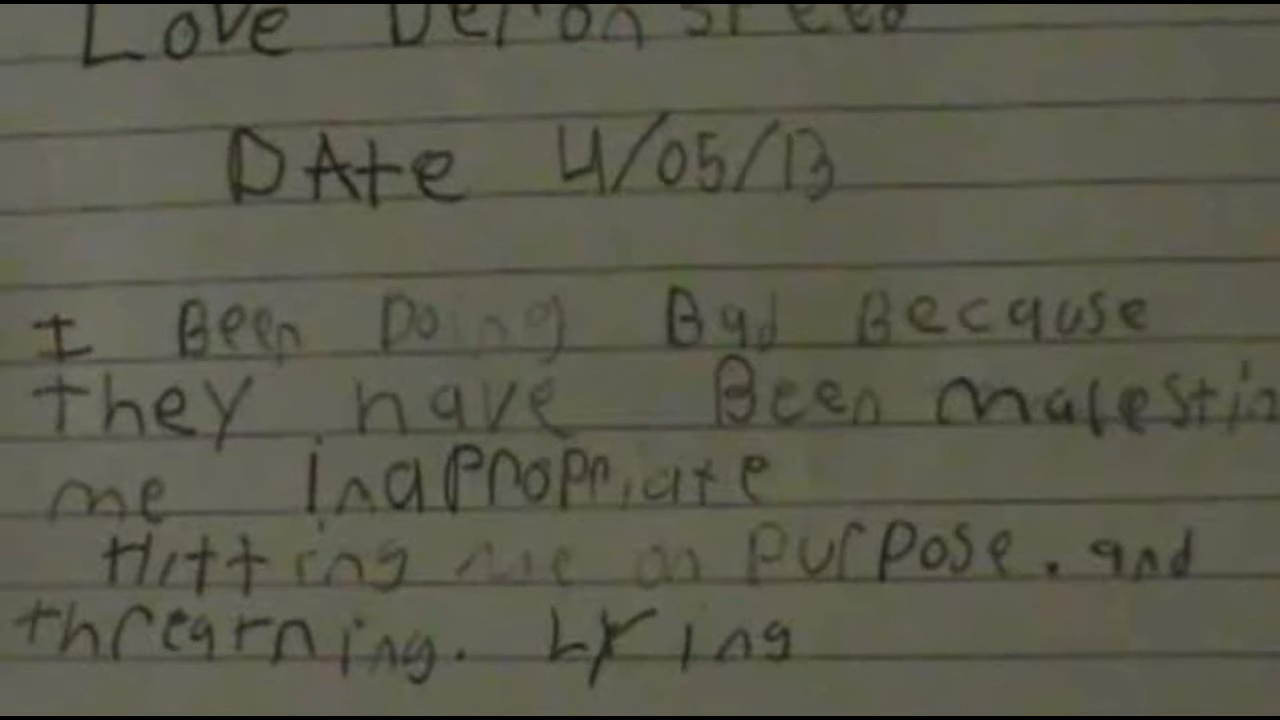 Love
DAte 4/05/13
I Been Doing Bad Because
they have Been malestin
me inappropriate
Hitting me on purpose. and
threarning. Lying